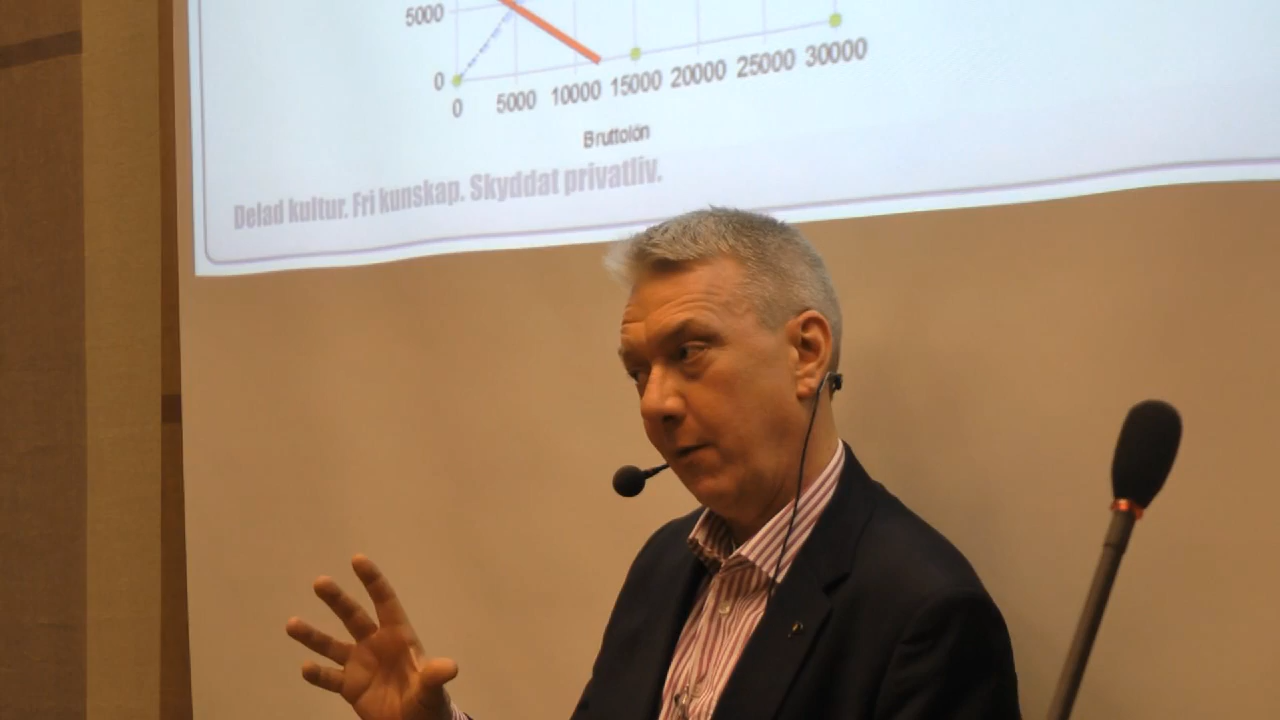 5000
0
0 5000 10000 15000 20000 25000 30000
Bruttolön
Delad kultur. Fri kunskap. Skyddat privatliv.